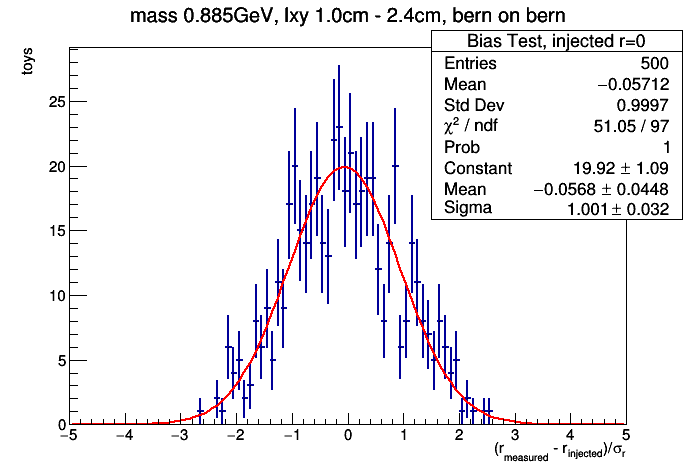 mass 0.885GeV, lxy 1.0cm - 2.4cm, bern on bern
Bias Test, injected r=0
Entries 500
Mean −0.05712
Std Dev 0.9997
χ² / ndf 51.05 / 97
Prob 1
Constant 19.92 ± 1.09
Mean −0.0568 ± 0.0448
Sigma 1.001 ± 0.032
toys
25
20
15
10
5
0
−5 −4 −3 −2 −1 0 1 2 3 4 5
(r_measured - r_injected)/σ_r